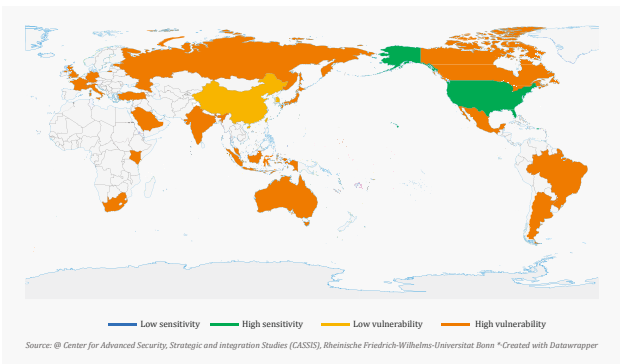 Low sensitivity High sensitivity Low vulnerability High vulnerability
Source: @ Center for Advanced Security, Strategic and integration Studies (CASSIS), Rheinische Friedrich-Wilhelms-Universitat Bonn *Created with Datawrapper